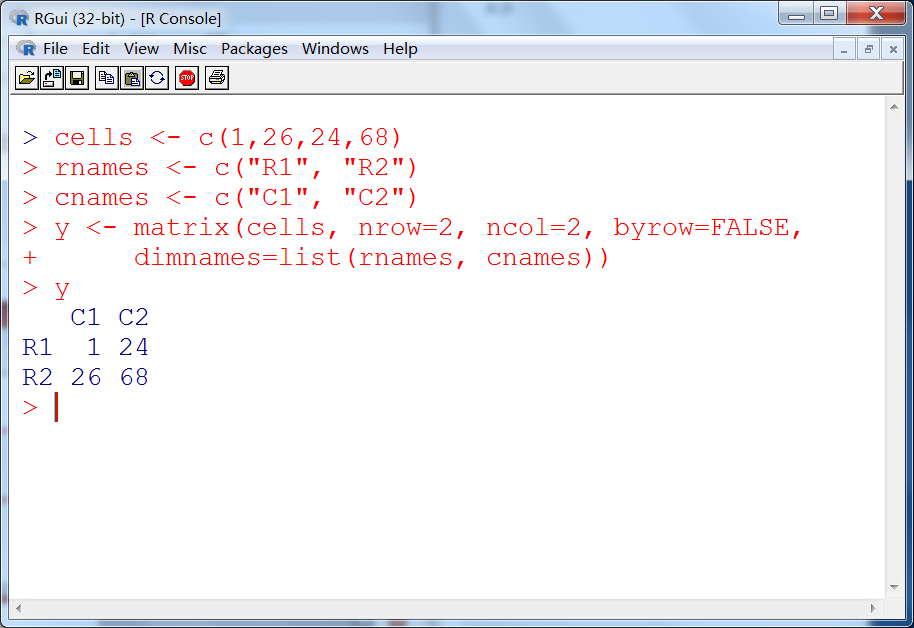 RGui (32-bit) - [R Console]
R File Edit View Misc Packages Windows Help
STOP
> cells <- c(1,26,24,68)
> rnames <- c("R1", "R2")
> cnames <- c("C1", "C2")
> y <- matrix(cells, nrow=2, ncol=2, byrow=FALSE,
+      dimnames=list(rnames, cnames))
> y
   C1 C2
R1  1 24
R2 26 68
>